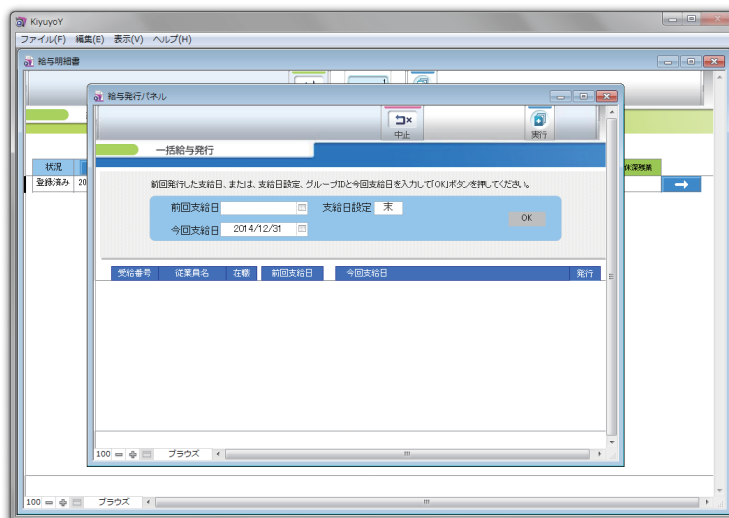 KiyuyoY
ファイル(F) 編集(E) 表示(V) ヘルプ(H)
給与明細書
給与発行パネル
中止 実行
一括給与発行
状況
休深残業
登録済み 20
前回発行した支給日、または、支給日設定、グループIDと今回支給日を入力して「OK」ボタンを押してください。
前回支給日 支給日設定 末
OK
今回支給日 2014/12/31
受給番号 従業員名 在職 前回支給日 今回支給日 発行
100 ブラウズ
100 ブラウズ